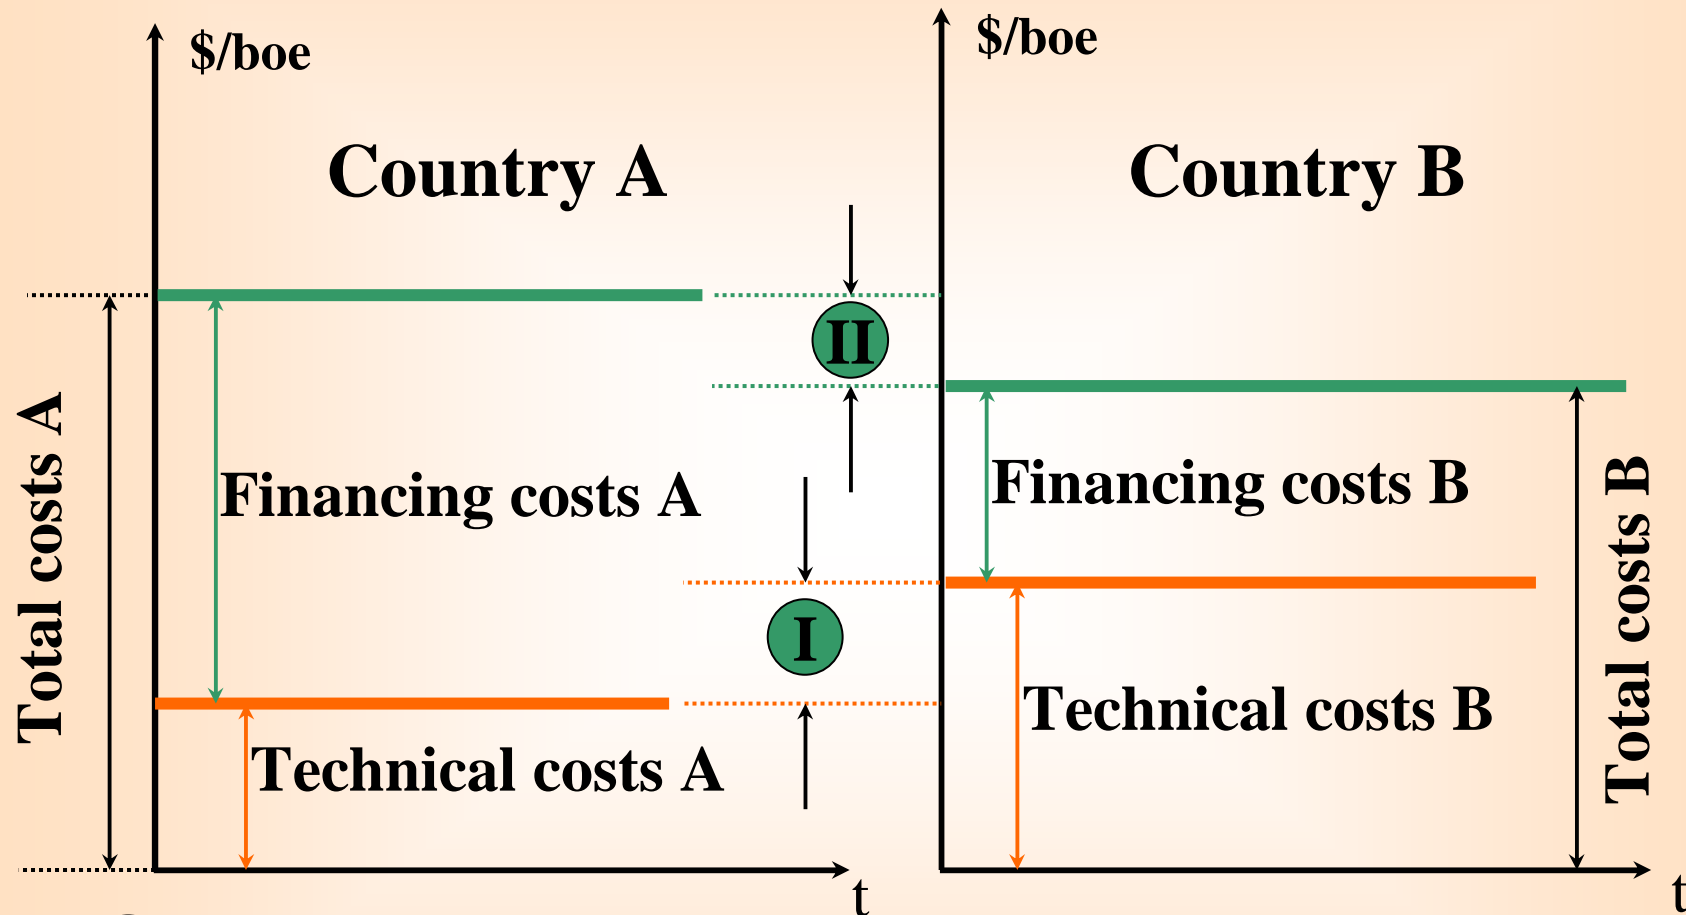 $/boe
$/boe
Country A
Country B
II
Financing costs A
Financing costs B
Total costs A
Total costs B
I
Technical costs A
Technical costs B
t
t